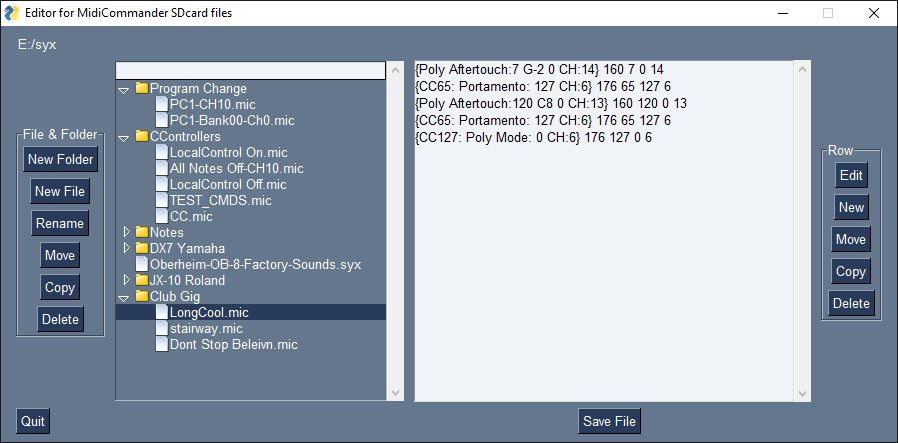 Editor for MidiCommander SDcard files
E:/syx
File & Folder
New Folder
New File
Rename
Move
Copy
Delete
Program Change
PC1-CH10.mic
PC1-Bank00-Ch0.mic
CControllers
LocalControl On.mic
All Notes Off-CH10.mic
LocalControl Off.mic
TEST_CMDS.mic
CC.mic
Notes
DX7 Yamaha
Oberheim-OB-8-Factory-Sounds.syx
JX-10 Roland
Club Gig
LongCool.mic
stairway.mic
Dont Stop Beleivn.mic
{Poly Aftertouch:7 G-2 0 CH:14} 160 7 0 14
{CC65: Portamento: 127 CH:6} 176 65 127 6
{Poly Aftertouch:120 C8 0 CH:13} 160 120 0 13
{CC65: Portamento: 127 CH:6} 176 65 127 6
{CC127: Poly Mode: 0 CH:6} 176 127 0 6
Row
Edit
New
Move
Copy
Delete
Quit
Save File